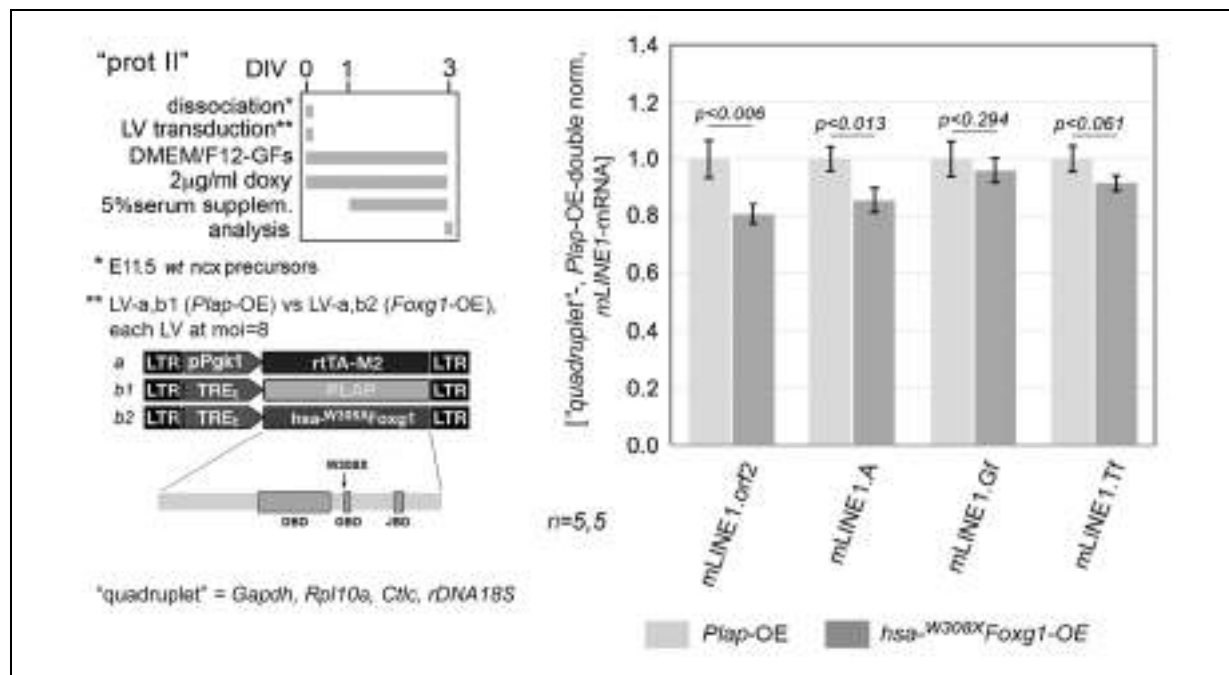 "prot II"
DIV 0 1 3
dissociation*
LV transduction**
DMEM/F12-GFs
2μg/ml doxy
5%serum supplem.
analysis
* E11.5 wt ncx precursors
** LV-a,b1 (Plap-OE) vs LV-a,b2 (Foxg1-OE),
each LV at moi=8
a LTR pPgk1 rtTA-M2 LTR
b1 LTR TREt PLAP LTR
b2 LTR TREt hsa-W308XFoxg1 LTR
W308X
GBD JBD
"quadruplet" = Gapdh, Rpl10a, Cltc, rDNA18S
n=5,5
["quadruplet"-, Plap-OE-double norm,
mLINE1-mRNA]
1.4
1.2
1.0
0.8
0.6
0.4
0.2
0.0
p<0.006
p<0.013
p<0.294
p<0.061
mLINE1.orf2
mLINE1.A
mLINE1.Gf
mLINE1.Tf
Plap-OE
hsa-W308XFoxg1-OE